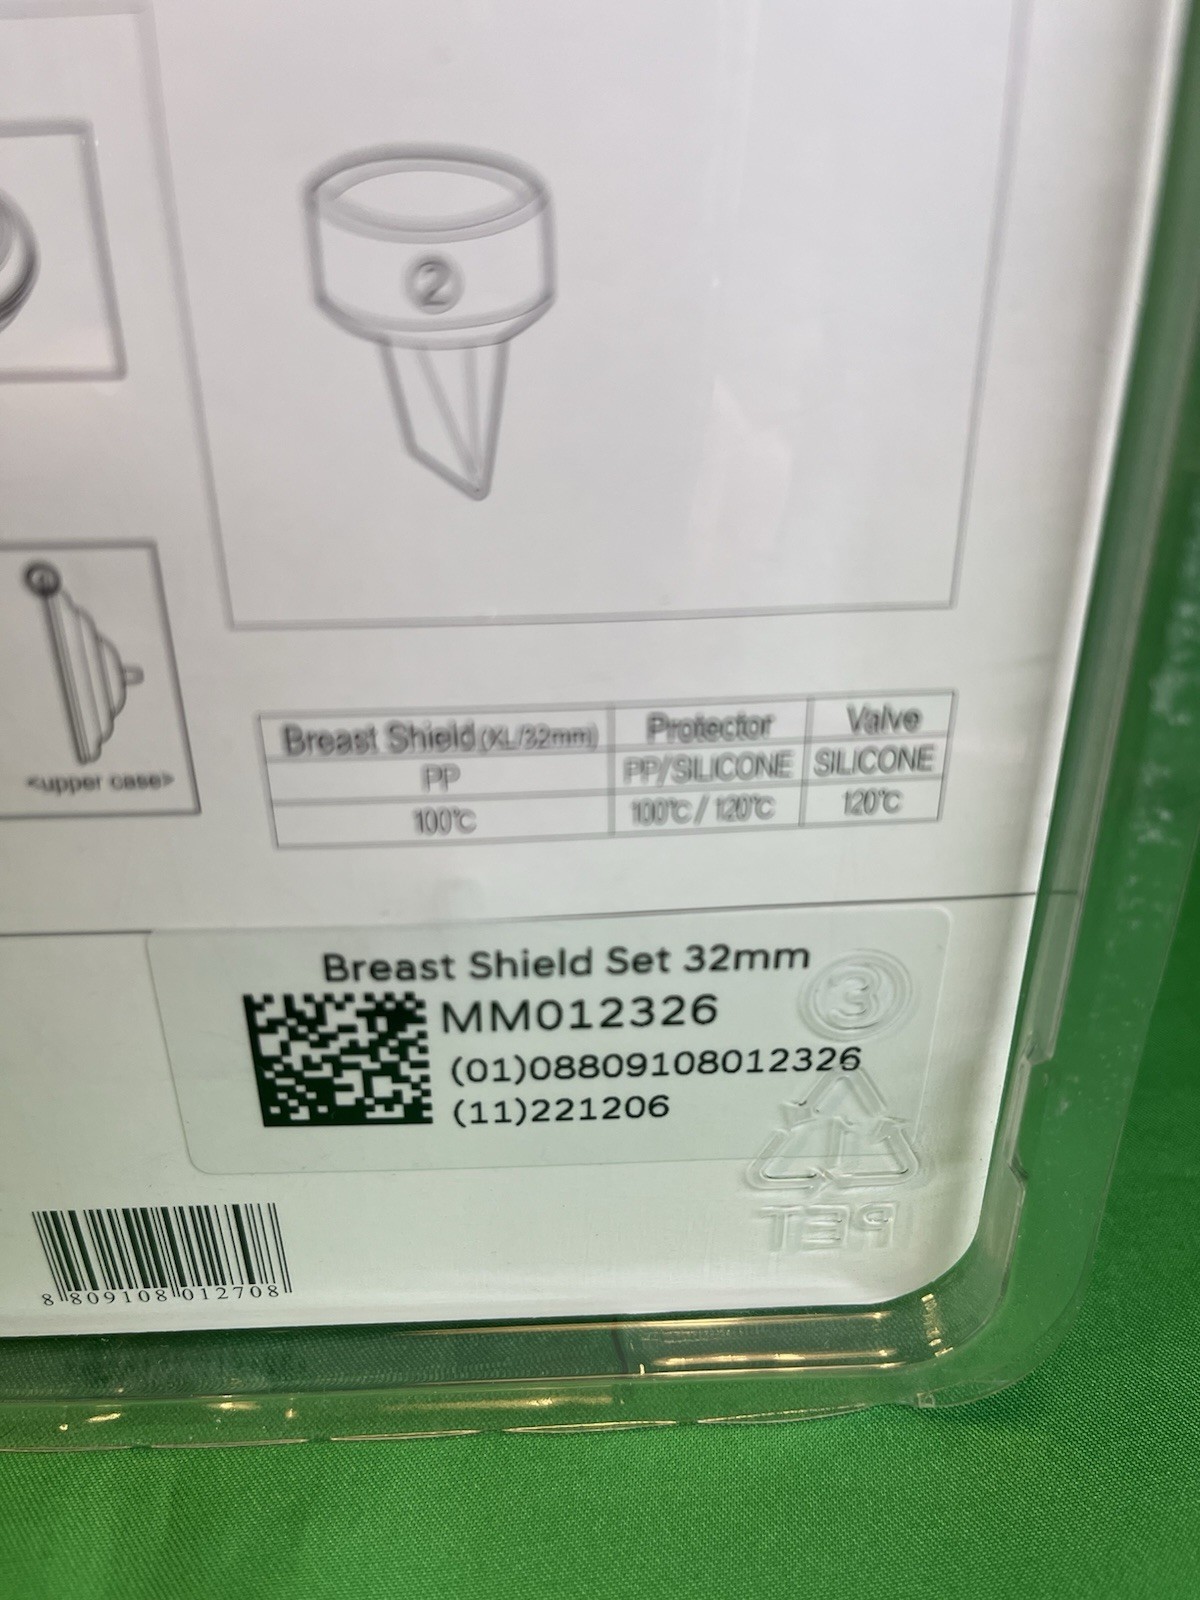 2
<upper case>
Breast Shield (XL/32mm) Protector Valve
PP PP/SILICONE SILICONE
100℃ 100℃ / 120℃ 120℃
Breast Shield Set 32mm
3
MM012326
(01)08809108012326
(11)221206
1
PET
8 809108 012708